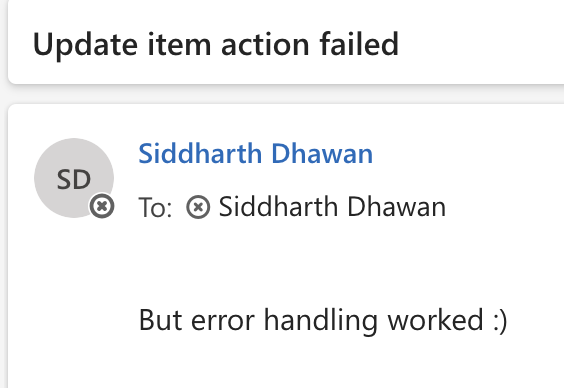 Update item action failed
SD
Siddharth Dhawan
To: Siddharth Dhawan
But error handling worked :)